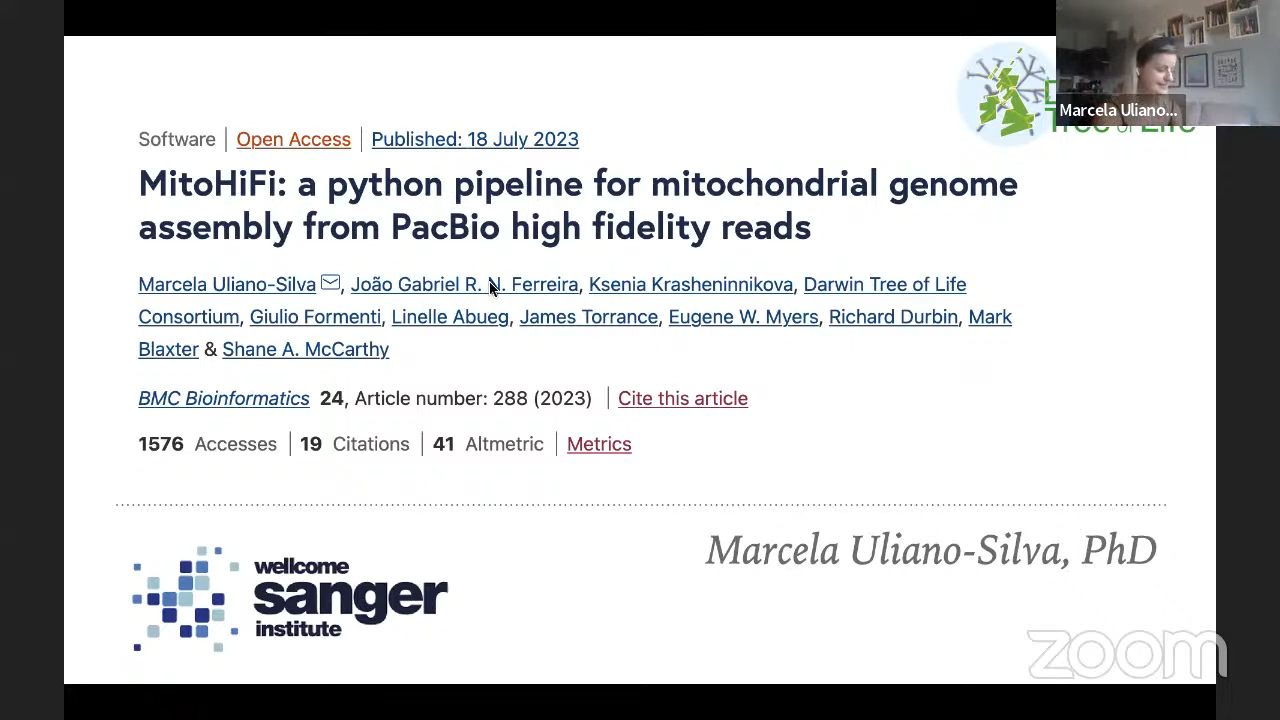 Software | Open Access | Published: 18 July 2023
MitoHiFi: a python pipeline for mitochondrial genome
assembly from PacBio high fidelity reads
Marcela Uliano-Silva, João Gabriel R. N. Ferreira, Ksenia Krasheninnikova, Darwin Tree of Life
Consortium, Giulio Formenti, Linelle Abueg, James Torrance, Eugene W. Myers, Richard Durbin, Mark
Blaxter & Shane A. McCarthy
BMC Bioinformatics 24, Article number: 288 (2023) | Cite this article
1576 Accesses | 19 Citations | 41 Altmetric | Metrics
Marcela Uliano-Silva, PhD
wellcome
sanger
institute
Marcela Uliano...
Tree of Life
zoom